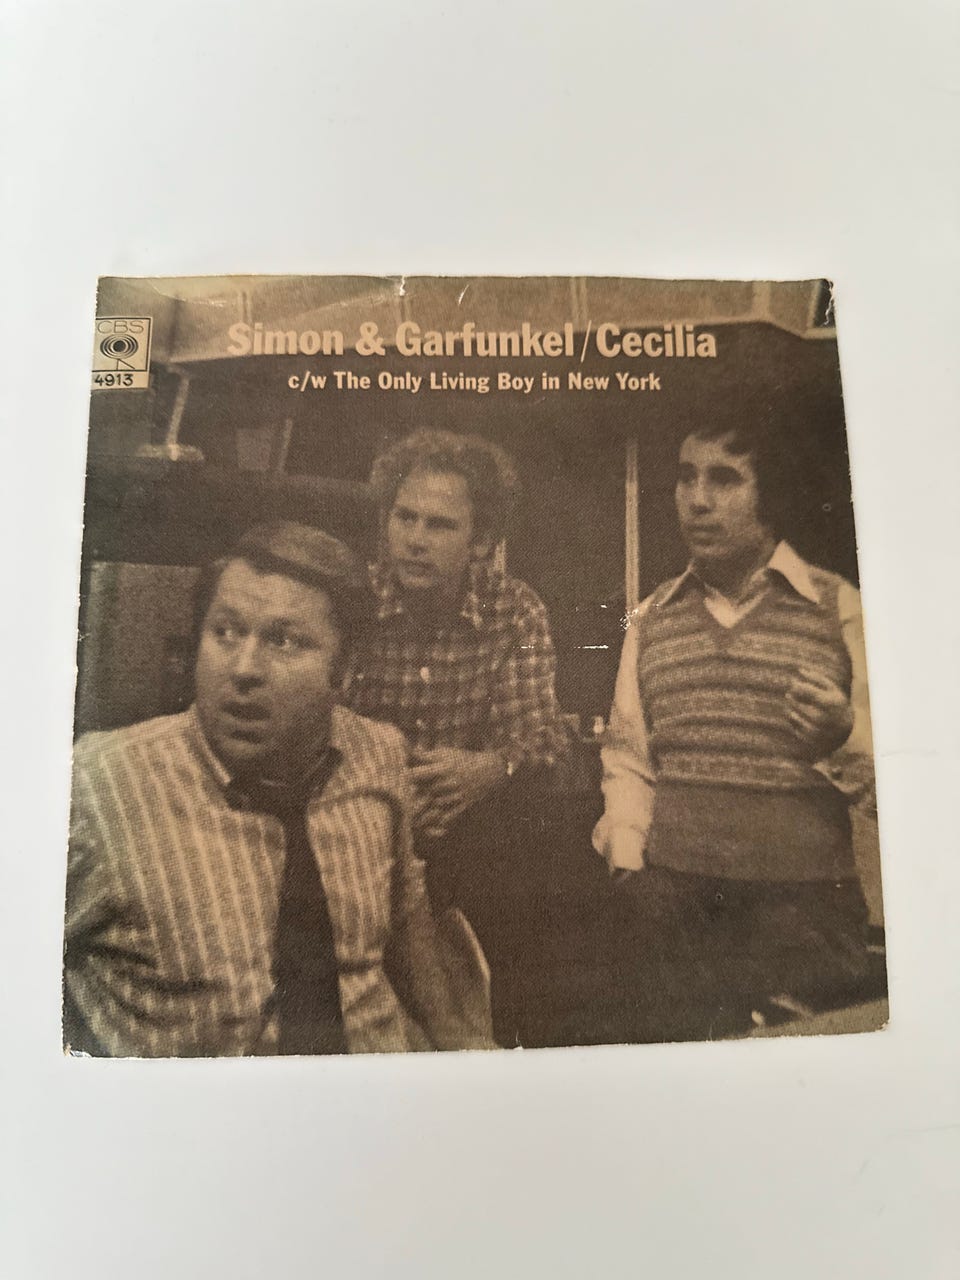 CBS
4913
Simon & Garfunkel/Cecilia
c/w The Only Living Boy in New York